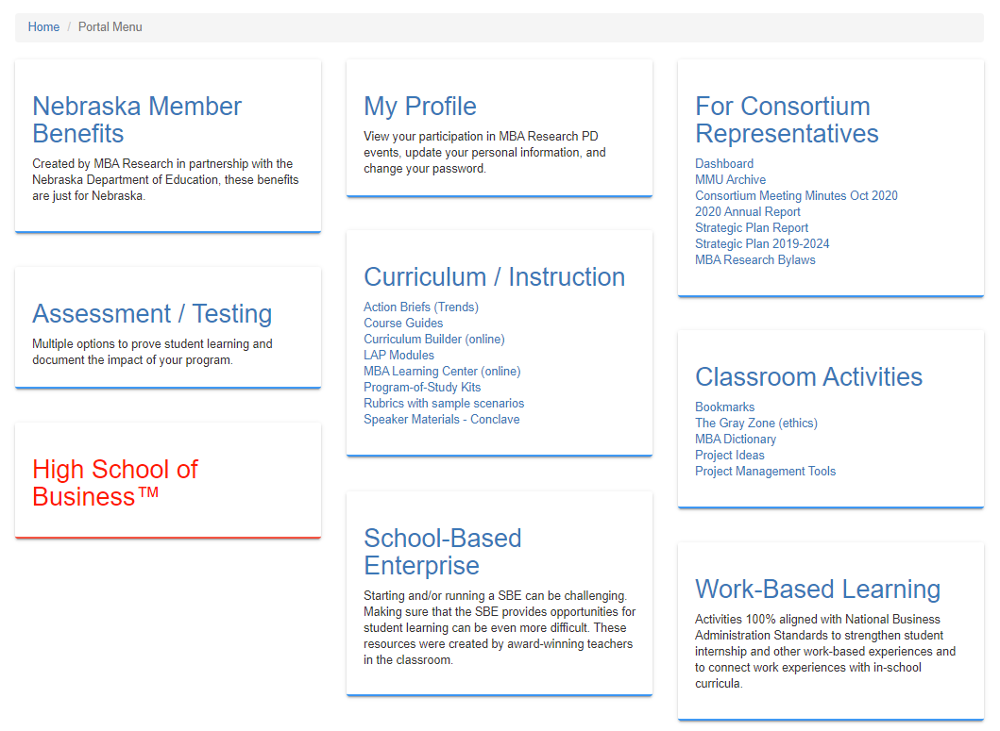 Home / Portal Menu
Nebraska Member
Benefits
Created by MBA Research in partnership with the
Nebraska Department of Education, these benefits
are just for Nebraska.
Assessment / Testing
Multiple options to prove student learning and
document the impact of your program.
High School of
Business™
My Profile
View your participation in MBA Research PD
events, update your personal information, and
change your password.
Curriculum / Instruction
Action Briefs (Trends)
Course Guides
Curriculum Builder (online)
LAP Modules
MBA Learning Center (online)
Program-of-Study Kits
Rubrics with sample scenarios
Speaker Materials - Conclave
School-Based
Enterprise
Starting and/or running a SBE can be challenging.
Making sure that the SBE provides opportunities for
student learning can be even more difficult. These
resources were created by award-winning teachers
in the classroom.
For Consortium
Representatives
Dashboard
MMU Archive
Consortium Meeting Minutes Oct 2020
2020 Annual Report
Strategic Plan Report
Strategic Plan 2019-2024
MBA Research Bylaws
Classroom Activities
Bookmarks
The Gray Zone (ethics)
MBA Dictionary
Project Ideas
Project Management Tools
Work-Based Learning
Activities 100% aligned with National Business
Administration Standards to strengthen student
internship and other work-based experiences and
to connect work experiences with in-school
curricula.